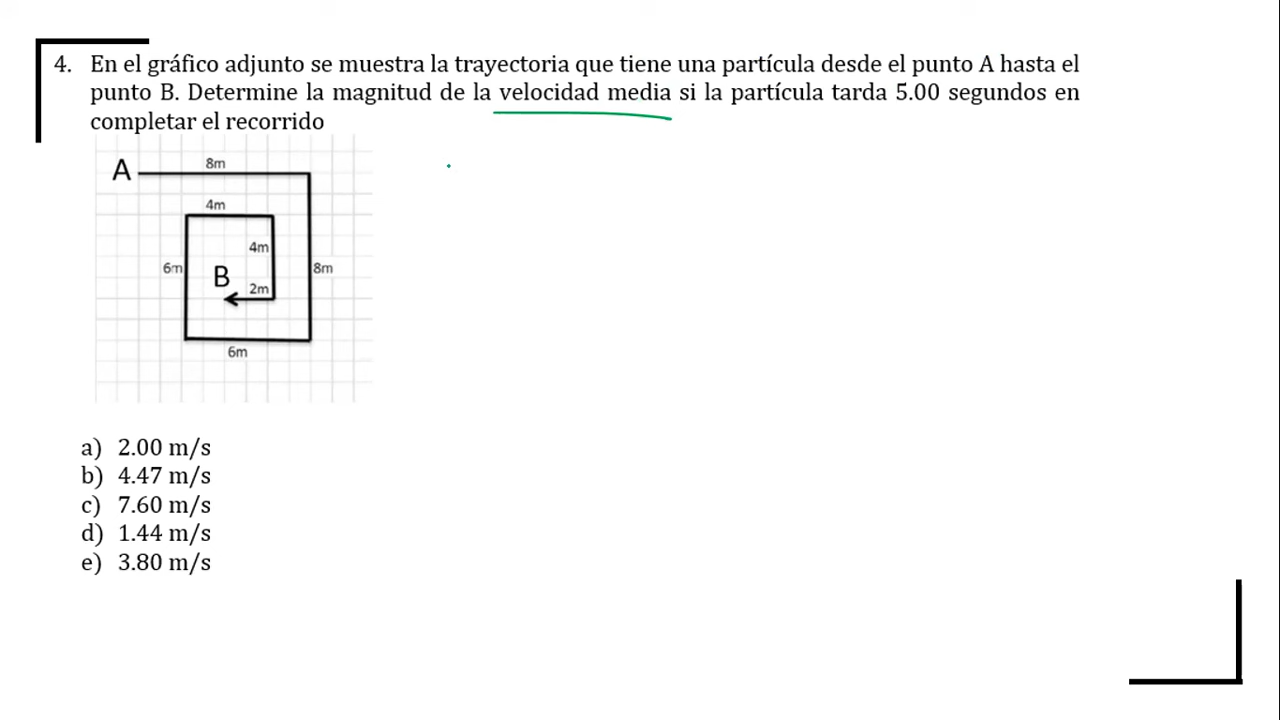 4. En el gráfico adjunto se muestra la trayectoria que tiene una partícula desde el punto A hasta el
punto B. Determine la magnitud de la velocidad media si la partícula tarda 5.00 segundos en
completar el recorrido
A
8m
4m
4m
6m
B
8m
2m
6m
a) 2.00 m/s
b) 4.47 m/s
c) 7.60 m/s
d) 1.44 m/s
e) 3.80 m/s